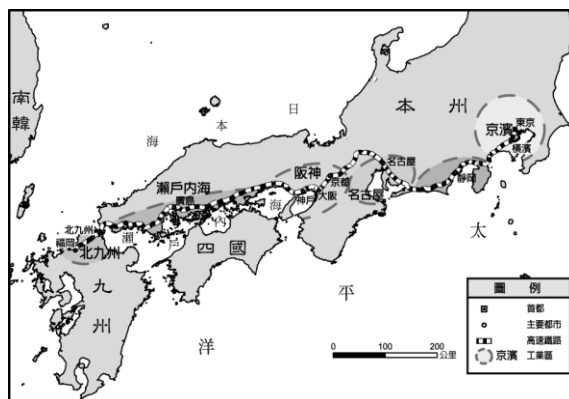 南韓
日
本
海
本州
京濱
東京
橫濱
名古屋
阪神
京都
瀨戶內海
靜岡
廣島
神戶
大阪
名古屋
海
內
北九州
瀨
戶
福岡
北九州
四國
太
平
洋
九州
圖例
首都
主要都市
高速鐵路
京濱 工業區
0 100 200
公里